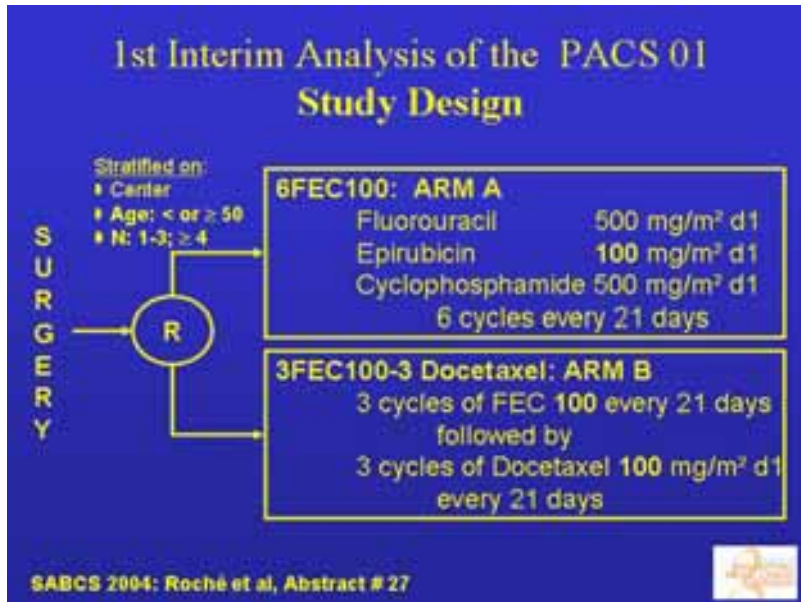 1st Interim Analysis of the PACS 01
Study Design
Stratified on:
Center
Age: < or ≥ 50
N: 1-3; ≥ 4
SURGERY
R
6FEC100: ARM A
Fluorouracil 500 mg/m² d1
Epirubicin 100 mg/m² d1
Cyclophosphamide 500 mg/m² d1
6 cycles every 21 days
3FEC100-3 Docetaxel: ARM B
3 cycles of FEC 100 every 21 days
followed by
3 cycles of Docetaxel 100 mg/m² d1
every 21 days
SABCS 2004: Roché et al, Abstract # 27